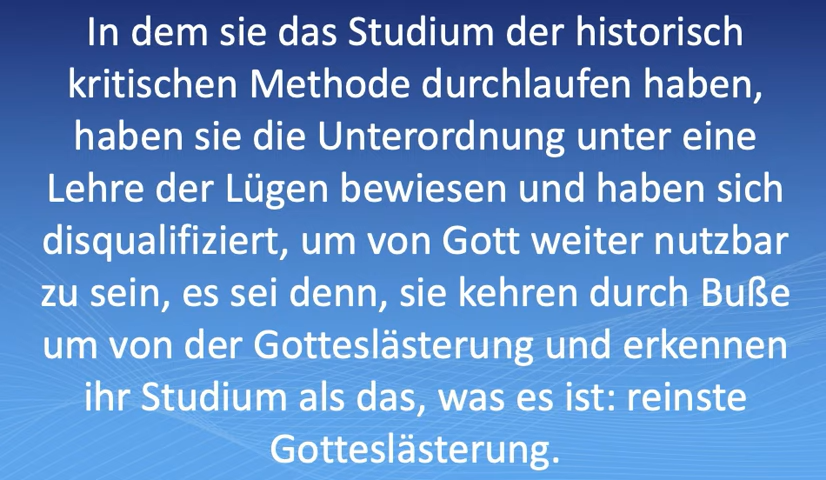 In dem sie das Studium der historisch
kritischen Methode durchlaufen haben,
haben sie die Unterordnung unter eine
Lehre der Lügen bewiesen und haben sich
disqualifiziert, um von Gott weiter nutzbar
zu sein, es sei denn, sie kehren durch Buße
um von der Gotteslästerung und erkennen
ihr Studium als das, was es ist: reinste
Gotteslästerung.